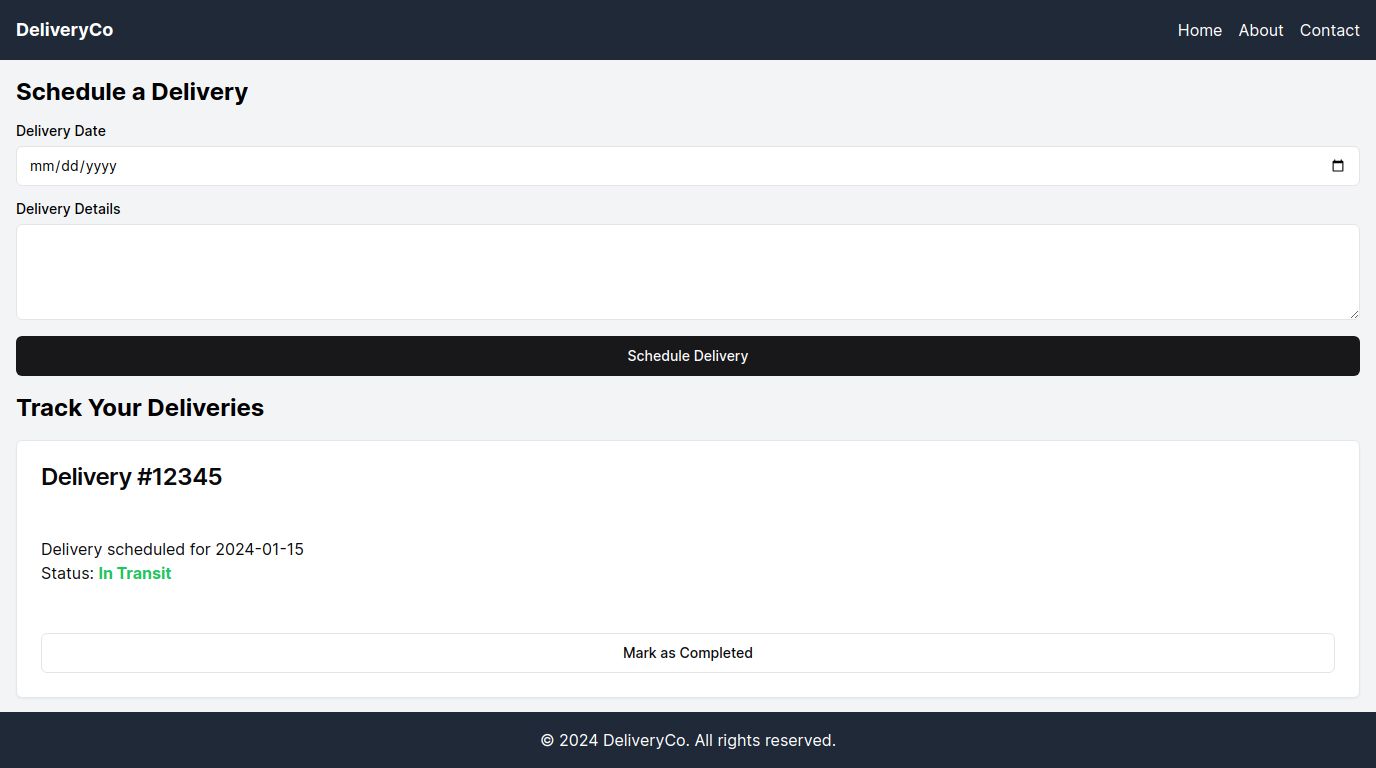 DeliveryCo
Home About Contact
Schedule a Delivery
Delivery Date
mm/dd/yyyy
Delivery Details
Schedule Delivery
Track Your Deliveries
Delivery #12345
Delivery scheduled for 2024-01-15
Status: In Transit
Mark as Completed
© 2024 DeliveryCo. All rights reserved.